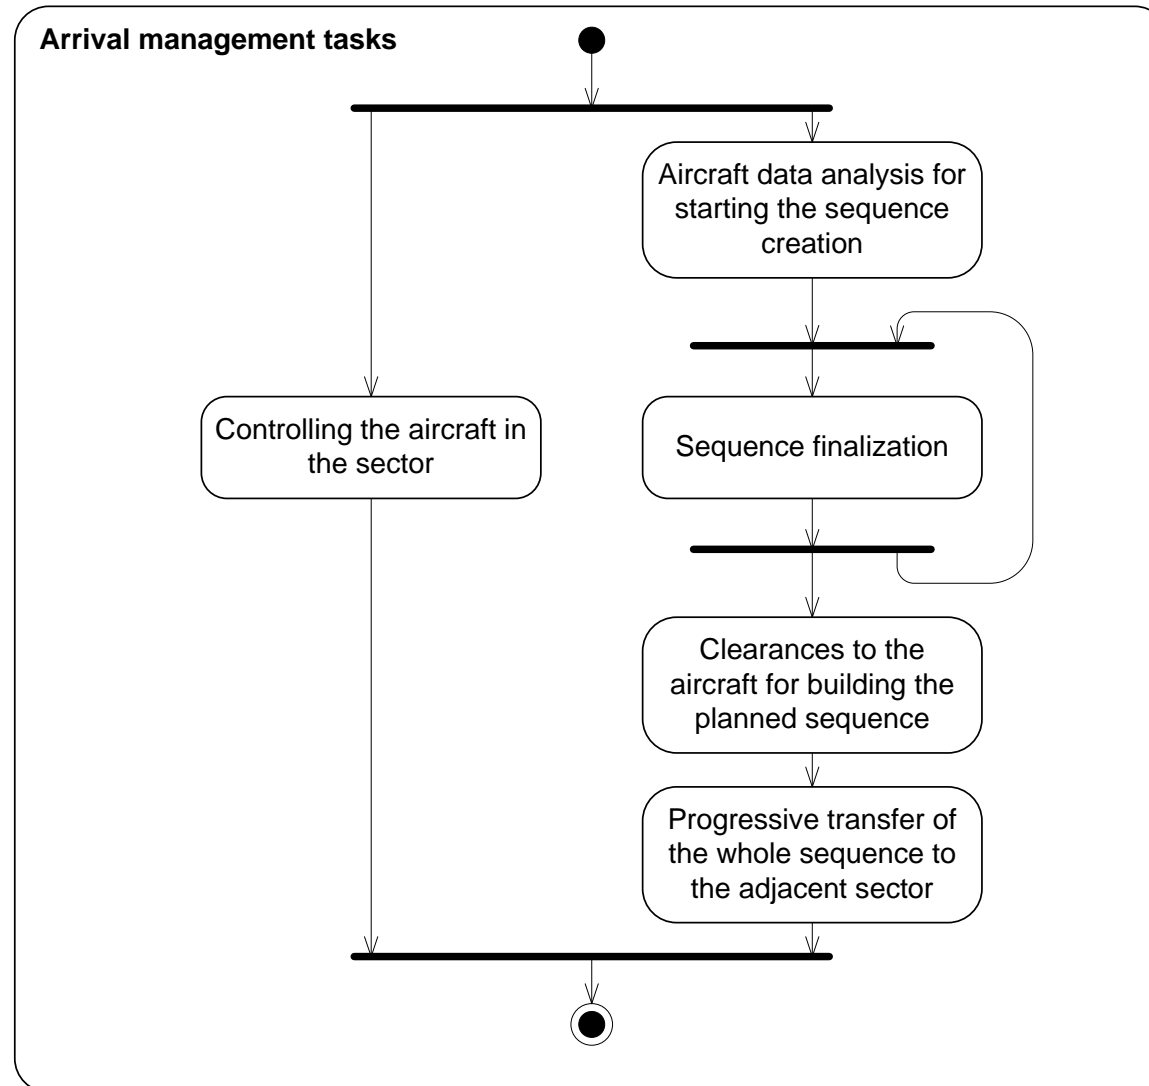 Arrival management tasks
Aircraft data analysis for
starting the sequence
creation
Controlling the aircraft in
the sector
Sequence finalization
Clearances to the
aircraft for building the
planned sequence
Progressive transfer of
the whole sequence to
the adjacent sector